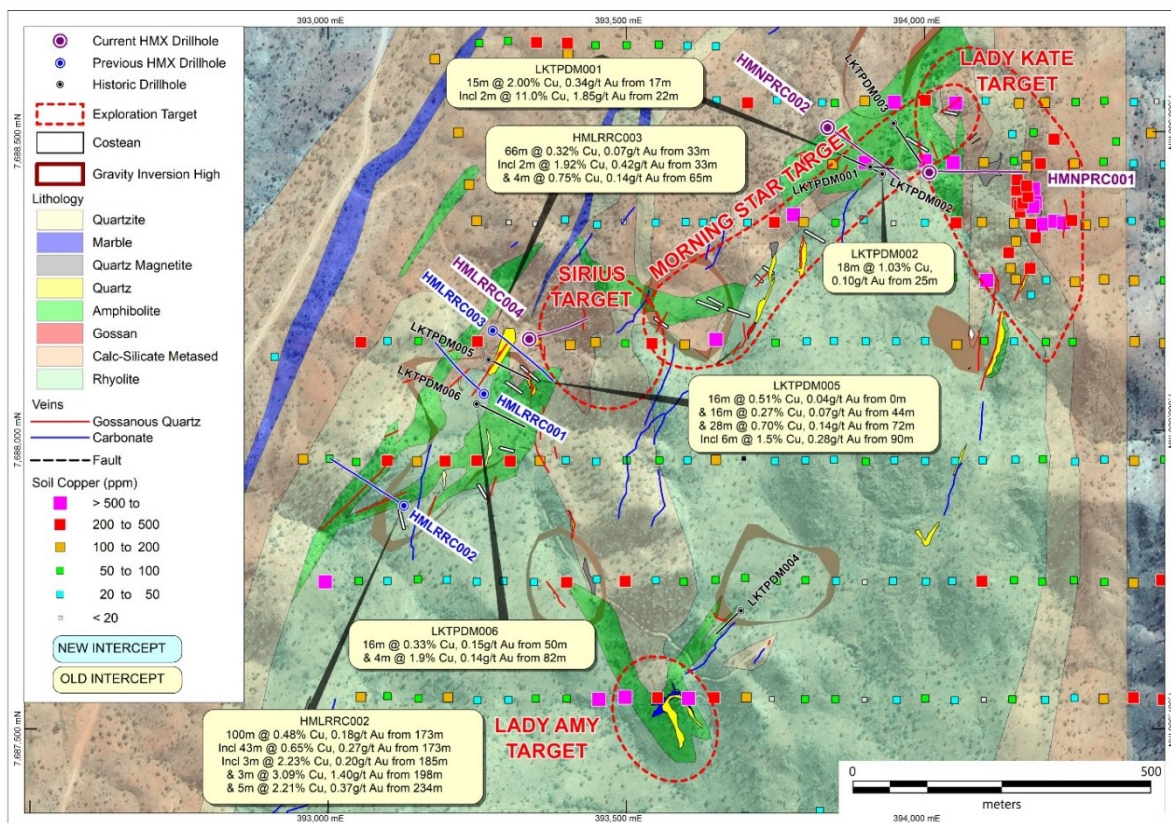 393,000 mE
393,500 mE
394,000 mE
Current HMX Drillhole
Previous HMX Drillhole
Historic Drillhole
Exploration Target
Costean
Gravity Inversion High
Lithology
Quartzite
Marble
Quartz Magnetite
Quartz
Amphibolite
Gossan
Calc-Silicate Metased
Rhyolite
Veins
Gossanous Quartz
Carbonate
Fault
Soil Copper (ppm)
> 500 to
200 to 500
100 to 200
50 to 100
20 to 50
< 20
NEW INTERCEPT
OLD INTERCEPT
7,688,500 mN
7,688,000 mN
7,687,500 mN
LKTPDM001
15m @ 2.00% Cu, 0.34g/t Au from 17m
Incl 2m @ 11.0% Cu, 1.85g/t Au from 22m
HMLRRC003
66m @ 0.32% Cu, 0.07g/t Au from 33m
Incl 2m @ 1.92% Cu, 0.42g/t Au from 33m
& 4m @ 0.75% Cu, 0.14g/t Au from 65m
HMNPRC002
LKTPDM003
LADY KATE
TARGET
HMNPRC001
LKTPDM001
LKTPDM002
MORNING STAR TARGET
LKTPDM002
18m @ 1.03% Cu,
0.10g/t Au from 25m
SIRIUS
TARGET
HMLRRC004
HMLRRC003
LKTPDM005
LKTPDM006
HMLRRC001
LKTPDM005
16m @ 0.51% Cu, 0.04g/t Au from 0m
& 16m @ 0.27% Cu, 0.07g/t Au from 44m
& 28m @ 0.70% Cu, 0.14g/t Au from 72m
Incl 6m @ 1.5% Cu, 0.28g/t Au from 90m
HMLRRC002
LKTPDM004
LKTPDM006
16m @ 0.33% Cu, 0.15g/t Au from 50m
& 4m @ 1.9% Cu, 0.14g/t Au from 82m
LADY AMY
TARGET
HMLRRC002
100m @ 0.48% Cu, 0.18g/t Au from 173m
Incl 43m @ 0.65% Cu, 0.27g/t Au from 173m
Incl 3m @ 2.23% Cu, 0.20g/t Au from 185m
& 3m @ 3.09% Cu, 1.40g/t Au from 198m
& 5m @ 2.21% Cu, 0.37g/t Au from 234m
0
500
meters
7,688,500 mN
7,688,000 mN
7,687,500 mN
393,000 mE
393,500 mE
394,000 mE